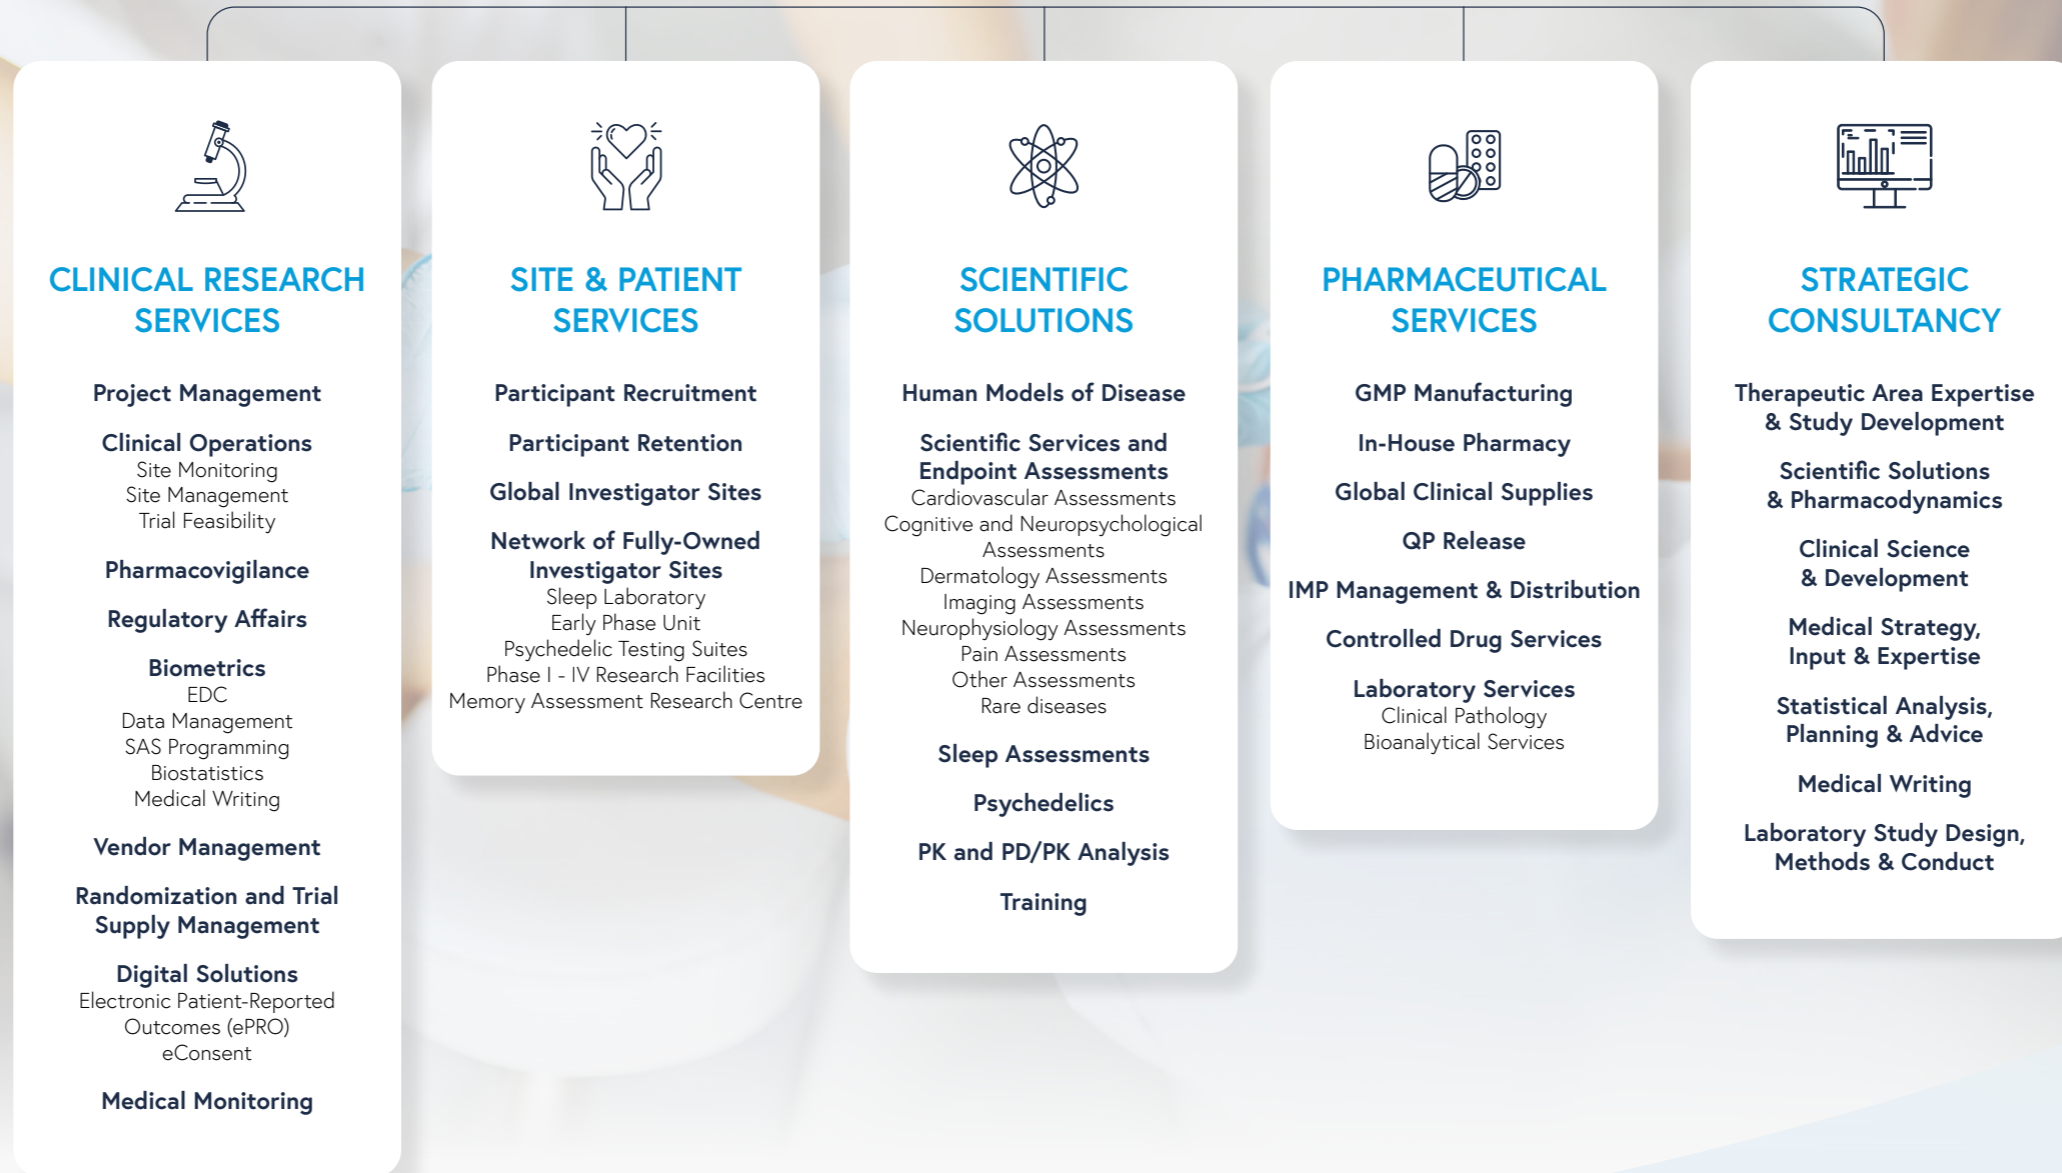 CLINICAL RESEARCH
SERVICES
Project Management
Clinical Operations
Site Monitoring
Site Management
Trial Feasibility
Pharmacovigilance
Regulatory Affairs
Biometrics
EDC
Data Management
SAS Programming
Biostatistics
Medical Writing
Vendor Management
Randomization and Trial
Supply Management
Digital Solutions
Electronic Patient-Reported
Outcomes (ePRO)
eConsent
Medical Monitoring
SITE & PATIENT
SERVICES
Participant Recruitment
Participant Retention
Global Investigator Sites
Network of Fully-Owned
Investigator Sites
Sleep Laboratory
Early Phase Unit
Psychedelic Testing Suites
Phase I - IV Research Facilities
Memory Assessment Research Centre
SCIENTIFIC
SOLUTIONS
Human Models of Disease
Scientific Services and
Endpoint Assessments
Cardiovascular Assessments
Cognitive and Neuropsychological
Assessments
Dermatology Assessments
Imaging Assessments
Neurophysiology Assessments
Pain Assessments
Other Assessments
Rare diseases
Sleep Assessments
Psychedelics
PK and PD/PK Analysis
Training
PHARMACEUTICAL
SERVICES
GMP Manufacturing
In-House Pharmacy
Global Clinical Supplies
QP Release
IMP Management & Distribution
Controlled Drug Services
Laboratory Services
Clinical Pathology
Bioanalytical Services
STRATEGIC
CONSULTANCY
Therapeutic Area Expertise
& Study Development
Scientific Solutions
& Pharmacodynamics
Clinical Science
& Development
Medical Strategy,
Input & Expertise
Statistical Analysis,
Planning & Advice
Medical Writing
Laboratory Study Design,
Methods & Conduct